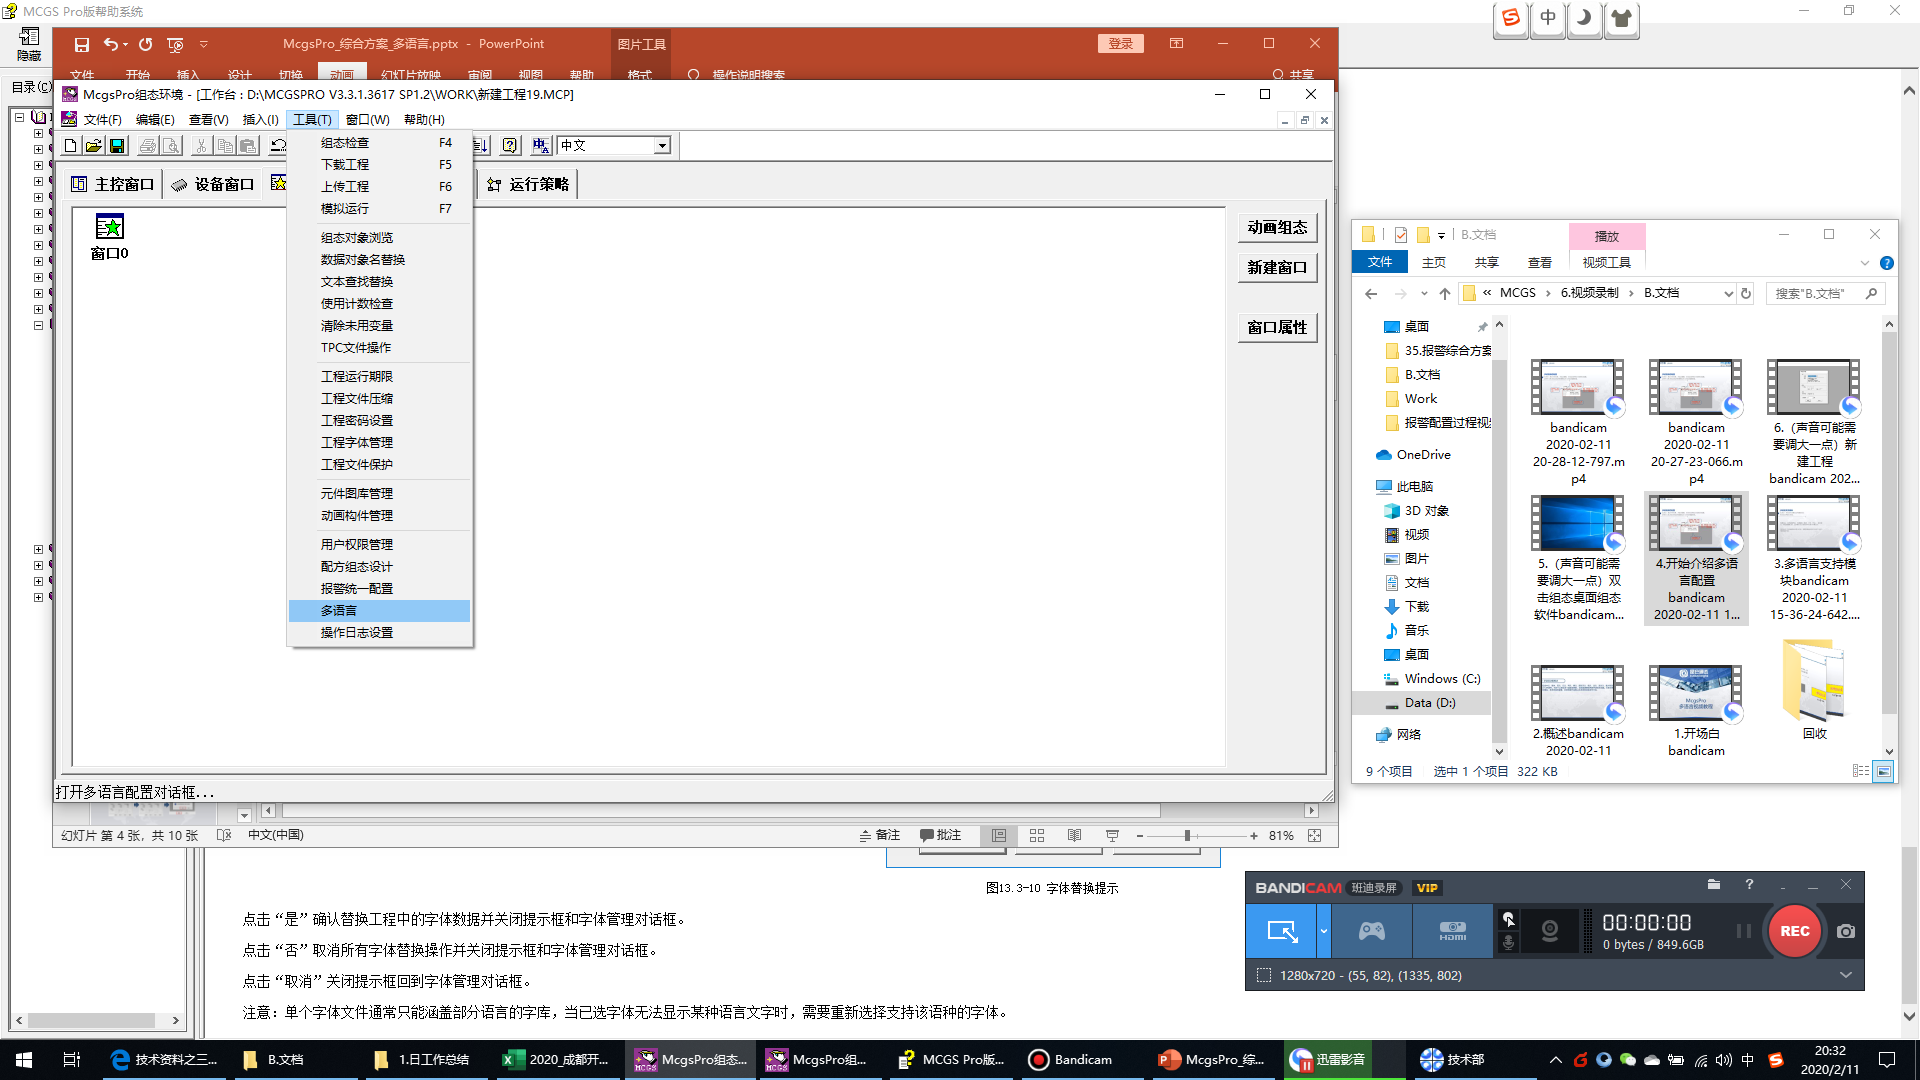 MCGS Pro版帮助系统
隐藏
目录(C)
McgsPro_综合方案_多语言.pptx - PowerPoint
图片工具
登录
文件 开始 插入 设计 切换 动画 幻灯片放映 审阅 视图 帮助 格式 操作说明搜索 共享
McgsPro组态环境 - [工作台 : D:\MCGSPRO V3.3.1.3617 SP1.2\WORK\新建工程19.MCP]
文件(F) 编辑(E) 查看(V) 插入(I) 工具(T) 窗口(W) 帮助(H)
中文
主控窗口 设备窗口 运行策略
窗口0
组态检查 F4
下载工程 F5
上传工程 F6
模拟运行 F7
组态对象浏览
数据对象名替换
文本查找替换
使用计数检查
清除未用变量
TPC文件操作
工程运行期限
工程文件压缩
工程密码设置
工程字体管理
工程文件保护
元件图库管理
动画构件管理
用户权限管理
配方组态设计
报警统一配置
多语言
操作日志设置
动画组态
新建窗口
窗口属性
打开多语言配置对话框...
幻灯片 第 4 张，共 10 张 中文(中国) 备注 批注 81%
B.文档
播放
文件 主页 共享 查看 视频工具
« MCGS › 6.视频录制 › B.文档
搜索"B.文档"
桌面
35.报警综合方案
B.文档
Work
报警配置过程视
OneDrive
此电脑
3D 对象
视频
图片
文档
下载
音乐
桌面
Windows (C:)
Data (D:)
网络
bandicam 2020-02-11 20-28-12-797.mp4
bandicam 2020-02-11 20-27-23-066.mp4
6.（声音可能需要调大一点）新建工程bandicam 202...
5.（声音可能需要调大一点）双击组态桌面组态软件bandicam...
4.开始介绍多语言配置bandicam 2020-02-11 1...
3.多语言支持模块bandicam 2020-02-11 15-36-24-642....
2.概述bandicam 2020-02-11
1.开场白bandicam
回收
9 个项目 选中 1 个项目 322 KB
图13.3-10 字体替换提示
点击“是”确认替换工程中的字体数据并关闭提示框和字体管理对话框。
点击“否”取消所有字体替换操作并关闭提示框和字体管理对话框。
点击“取消”关闭提示框回到字体管理对话框。
注意：单个字体文件通常只能涵盖部分语言的字库，当已选字体无法显示某种语言文字时，需要重新选择支持该语种的字体。
BANDICAM 班迪录屏 VIP
HDMI
00:00:00
0 bytes / 849.6GB
REC
1280x720 - (55, 82), (1335, 802)
技术资料之三... B.文档 1.日工作总结 2020_成都开... McgsPro组态... McgsPro组... MCGS Pro版... Bandicam McgsPro_综... 迅雷影音 技术部
中
20:32
2020/2/11